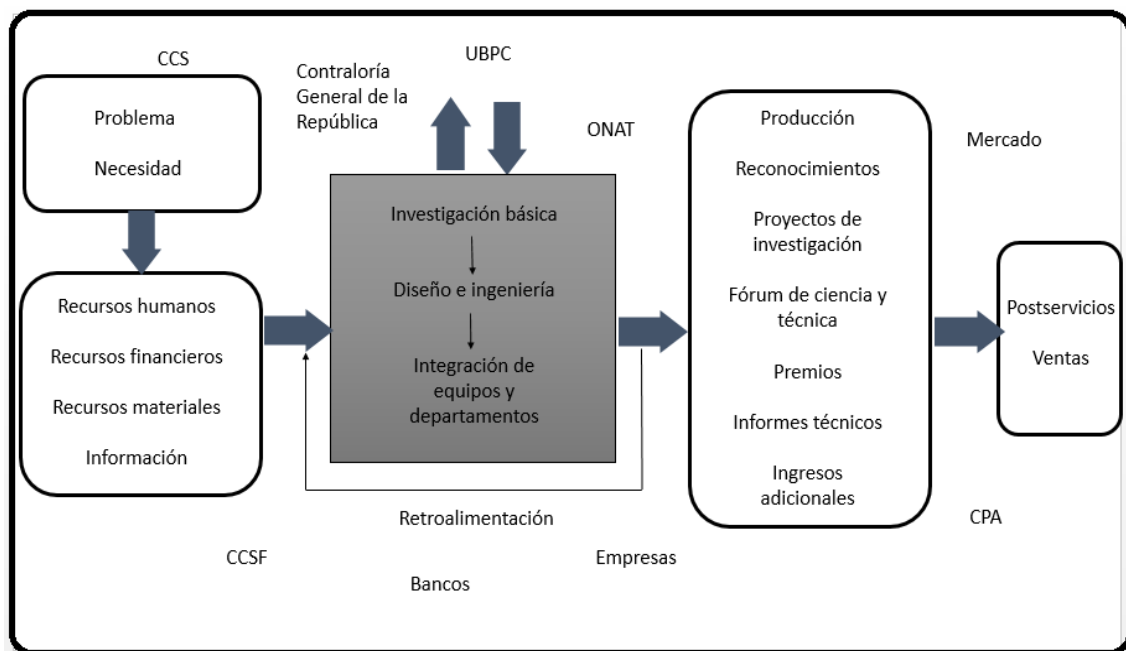 CCS
UBPC
Contraloría
General de la
República
ONAT
Mercado
Problema
Necesidad
Recursos humanos
Recursos financieros
Recursos materiales
Información
Investigación básica
Diseño e ingeniería
Integración de
equipos y
departamentos
Retroalimentación
Producción
Reconocimientos
Proyectos de
investigación
Fórum de ciencia y
técnica
Premios
Informes técnicos
Ingresos
adicionales
Postservicios
Ventas
CPA
CCSF
Bancos
Empresas